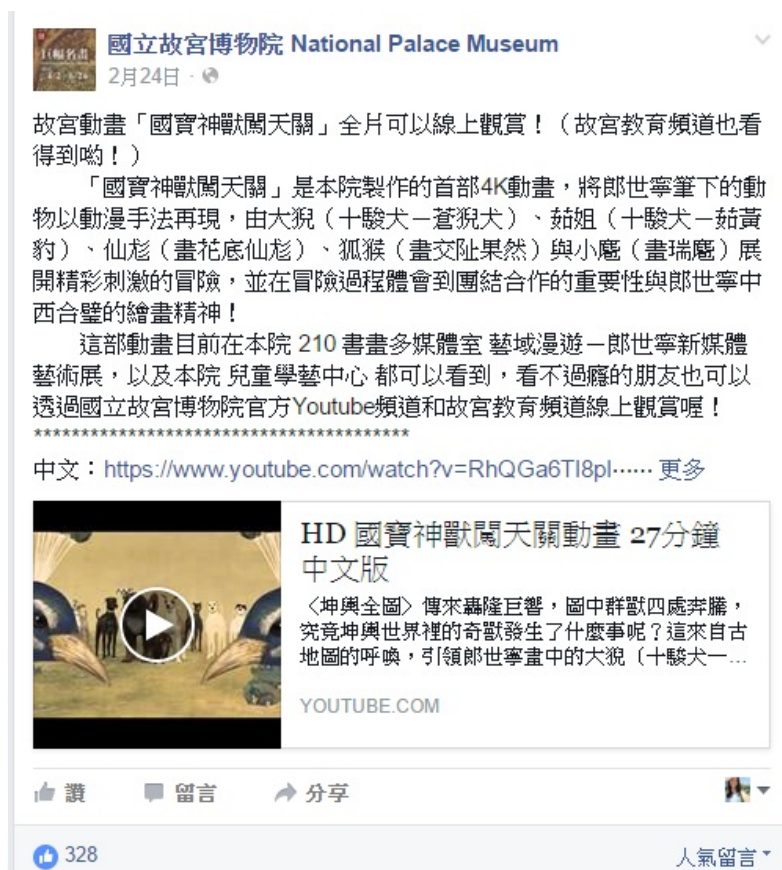 國立故宮博物院 National Palace Museum
2月24日
故宮動畫「國寶神獸闖天關」全片可以線上觀賞！（故宮教育頻道也看
得到喲！）
「國寶神獸闖天關」是本院製作的首部4K動畫，將郎世寧筆下的動
物以動漫手法再現，由大猊（十駿犬－蒼猊犬）、茹姐（十駿犬－茹黃
豹）、仙彪（畫花底仙尨）、狐猴（畫交阯果然）與小麅（畫瑞麅）展
開精彩刺激的冒險，並在冒險過程體會到團結合作的重要性與郎世寧中
西合璧的繪畫精神！
這部動畫目前在本院 210 書畫多媒體室 藝域漫遊－郎世寧新媒體
藝術展，以及本院 兒童學藝中心 都可以看到，看不過癮的朋友也可以
透過國立故宮博物院官方Youtube頻道和故宮教育頻道線上觀賞喔！
****************************************
中文：https://www.youtube.com/watch?v=RhQGa6TI8pI⋯⋯ 更多
HD 國寶神獸闖天關動畫 27分鐘
中文版
〈坤輿全圖〉傳來轟隆巨響，圖中群獸四處奔騰，
究竟坤輿世界裡的奇獸發生了什麼事呢？這來自古
地圖的呼喚，引領郎世寧畫中的大猊（十駿犬一...
YOUTUBE.COM
讚 留言 分享
328 人氣留言